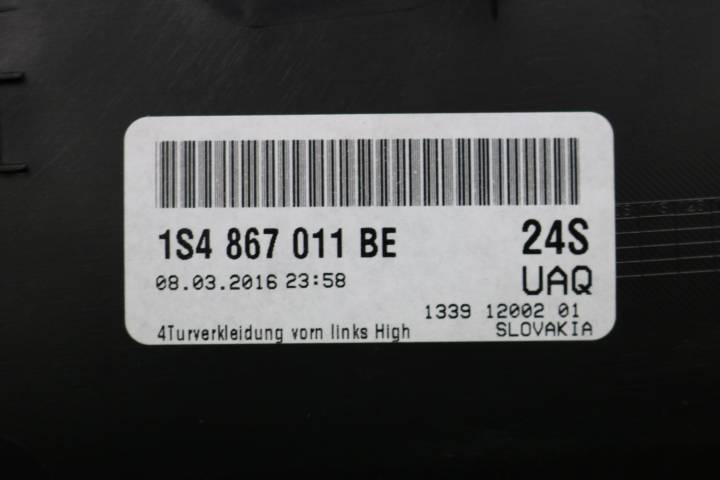 1S4 867 011 BE 24S
08.03.2016 23:58 UAQ
1339 12002 01
4Turverkleidung vorn links High SLOVAKIA